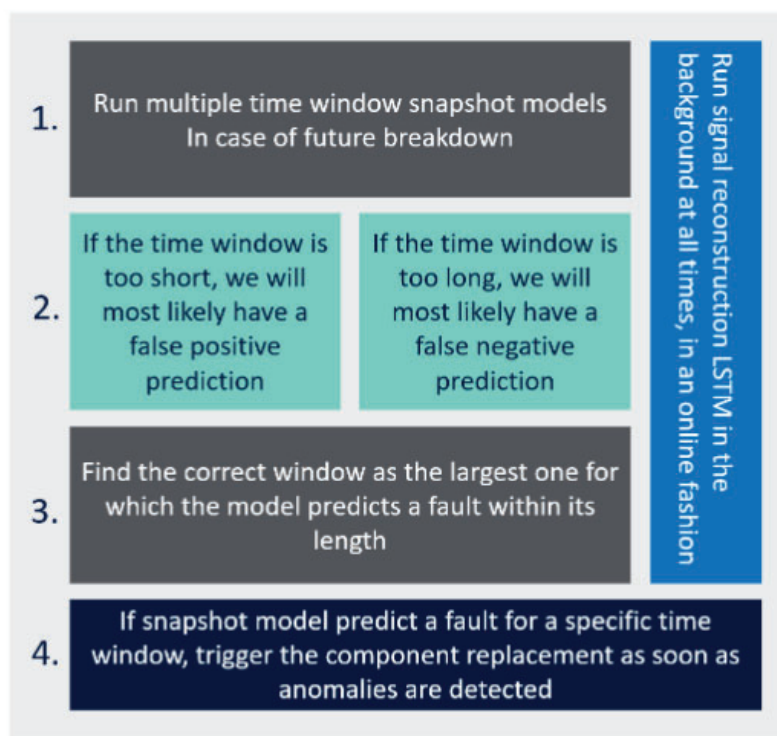 1.
Run multiple time window snapshot models
In case of future breakdown
2.
If the time window is
too short, we will
most likely have a
false positive
prediction
If the time window is
too long, we will
most likely have a
false negative
prediction
3.
Find the correct window as the largest one for
which the model predicts a fault within its
length
4.
If snapshot model predict a fault for a specific time
window, trigger the component replacement as soon as
anomalies are detected
Run signal reconstruction LSTM in the
background at all times, in an online fashion